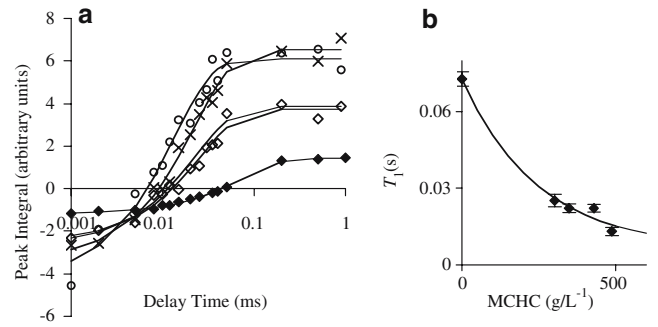 a
8
6
4
2
0
-2
-4
-6
0.001
0.01
0.1
1
Peak Integral (arbitrary units)
Delay Time (ms)
b
0.06
0.03
0
T1(s)
0
500
MCHC (g/L-1)